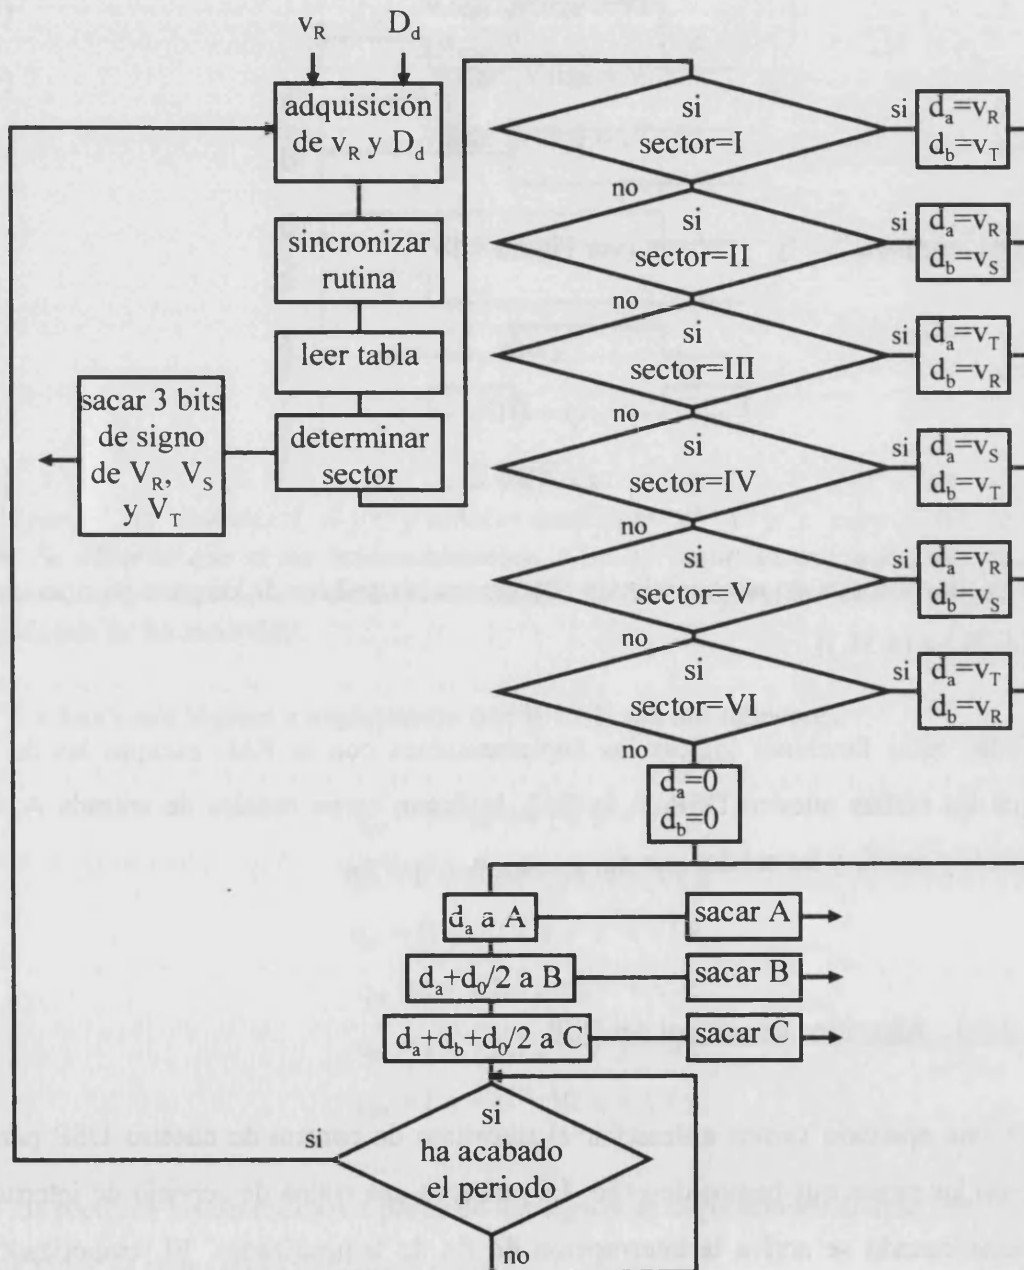 v_R D_d
adquisición
de v_R y D_d
sincronizar
rutina
leer tabla
determinar
sector
sacar 3 bits
de signo
de V_R, V_S
y V_T
si
sector=I
si
d_a=v_R
d_b=v_T
no
si
sector=II
si
d_a=v_R
d_b=v_S
no
si
sector=III
si
d_a=v_T
d_b=v_R
no
si
sector=IV
si
d_a=v_S
d_b=v_T
no
si
sector=V
si
d_a=v_R
d_b=v_S
no
si
sector=VI
si
d_a=v_T
d_b=v_R
no
d_a=0
d_b=0
d_a a A
sacar A
d_a+d_0/2 a B
sacar B
d_a+d_b+d_0/2 a C
sacar C
si
ha acabado
el periodo
si
no